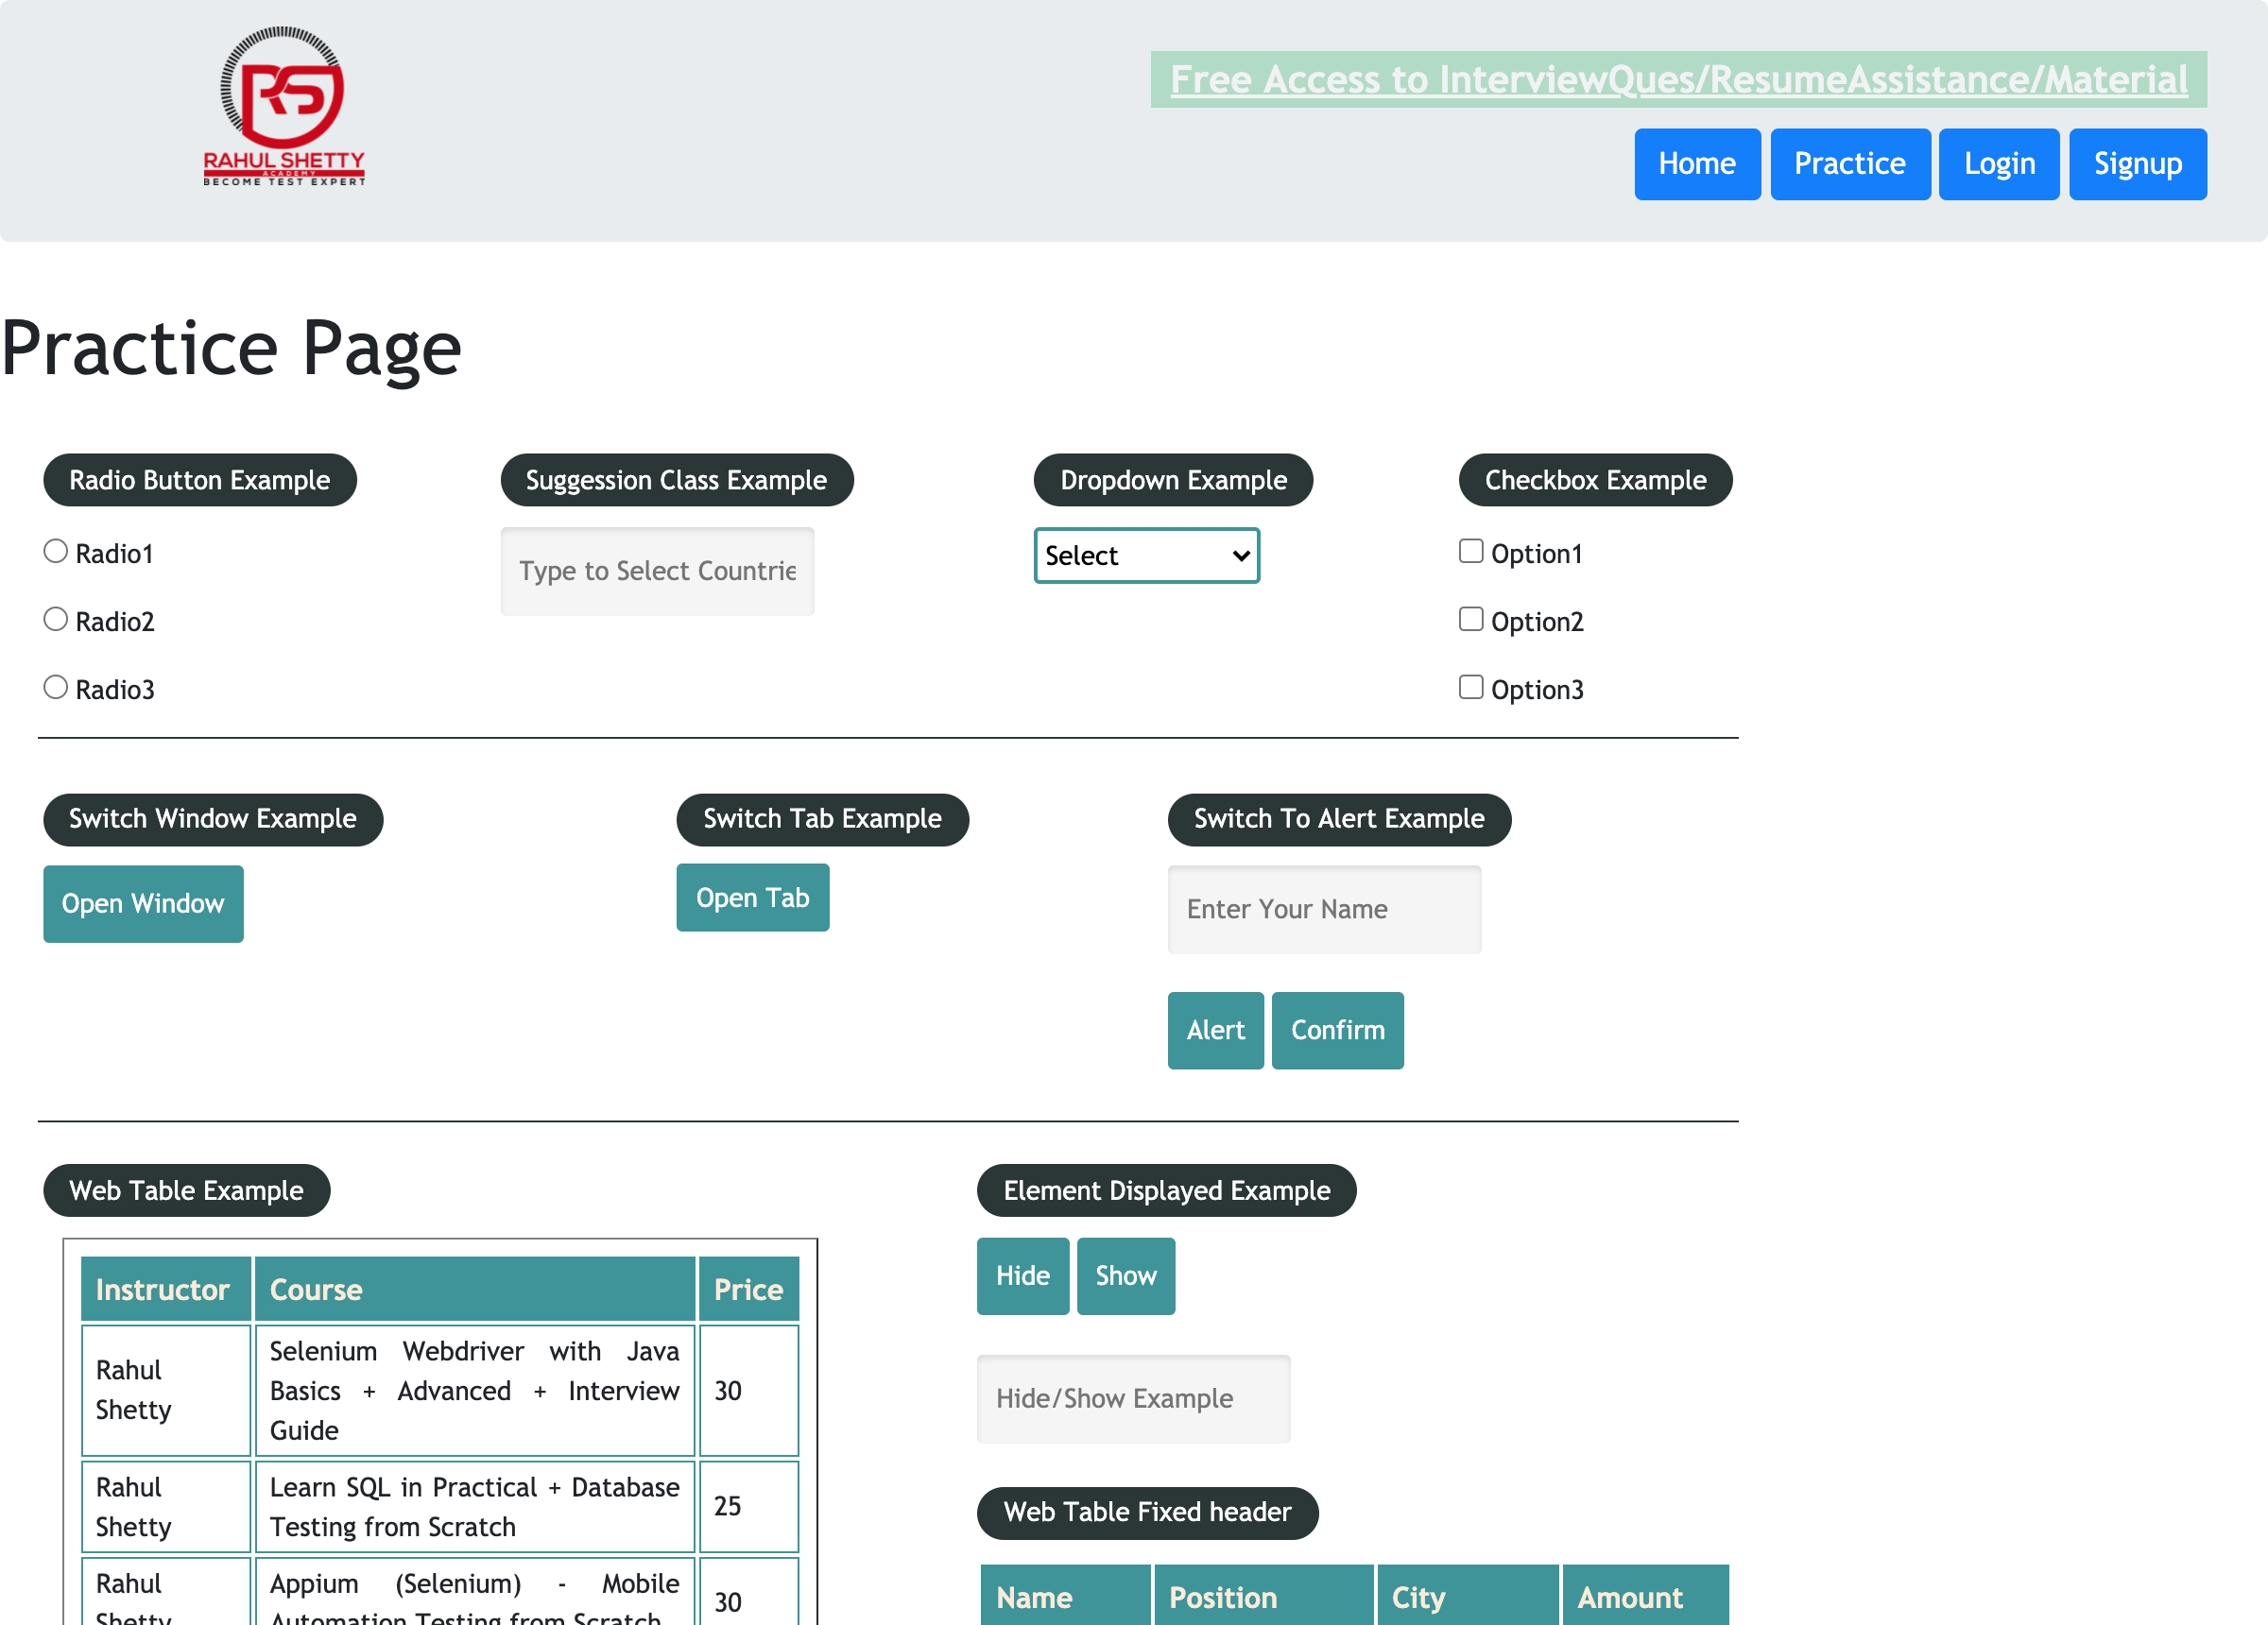 RAHUL SHETTY
ACADEMY
BECOME TEST EXPERT
Free Access to InterviewQues/ResumeAssistance/Material
Home Practice Login Signup
Practice Page
Radio Button Example
Radio1
Radio2
Radio3
Suggession Class Example
Type to Select Countrie
Dropdown Example
Select
Checkbox Example
Option1
Option2
Option3
Switch Window Example
Open Window
Switch Tab Example
Open Tab
Switch To Alert Example
Enter Your Name
Alert Confirm
Web Table Example
Instructor Course Price
Rahul Shetty Selenium Webdriver with Java
Basics + Advanced + Interview
Guide 30
Rahul Shetty Learn SQL in Practical + Database
Testing from Scratch 25
Rahul Shetty Appium (Selenium) - Mobile
Automation Testing from Scratch 30
Element Displayed Example
Hide Show
Hide/Show Example
Web Table Fixed header
Name Position City Amount